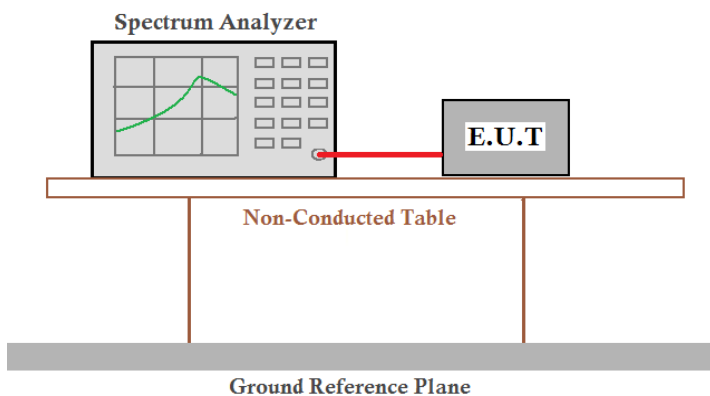 Spectrum Analyzer
E.U.T
Non-Conducted Table
Ground Reference Plane